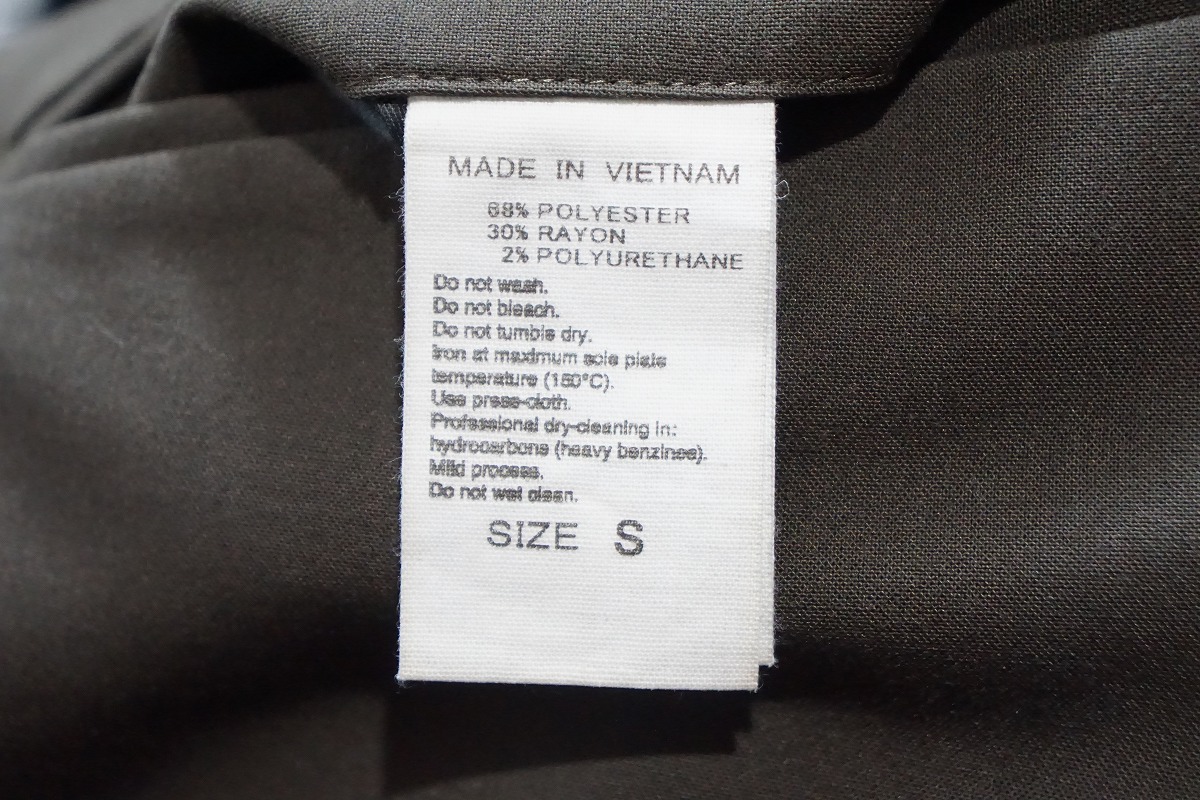 MADE IN VIETNAM
68% POLYESTER
30% RAYON
2% POLYURETHANE
Do not wash.
Do not bleach.
Do not tumble dry.
Iron at maximum sole plate
temperature (150°C).
Use press-cloth.
Professional dry-cleaning in:
hydrocarbons (heavy benzines).
Mild process.
Do not wet clean.
SIZE S